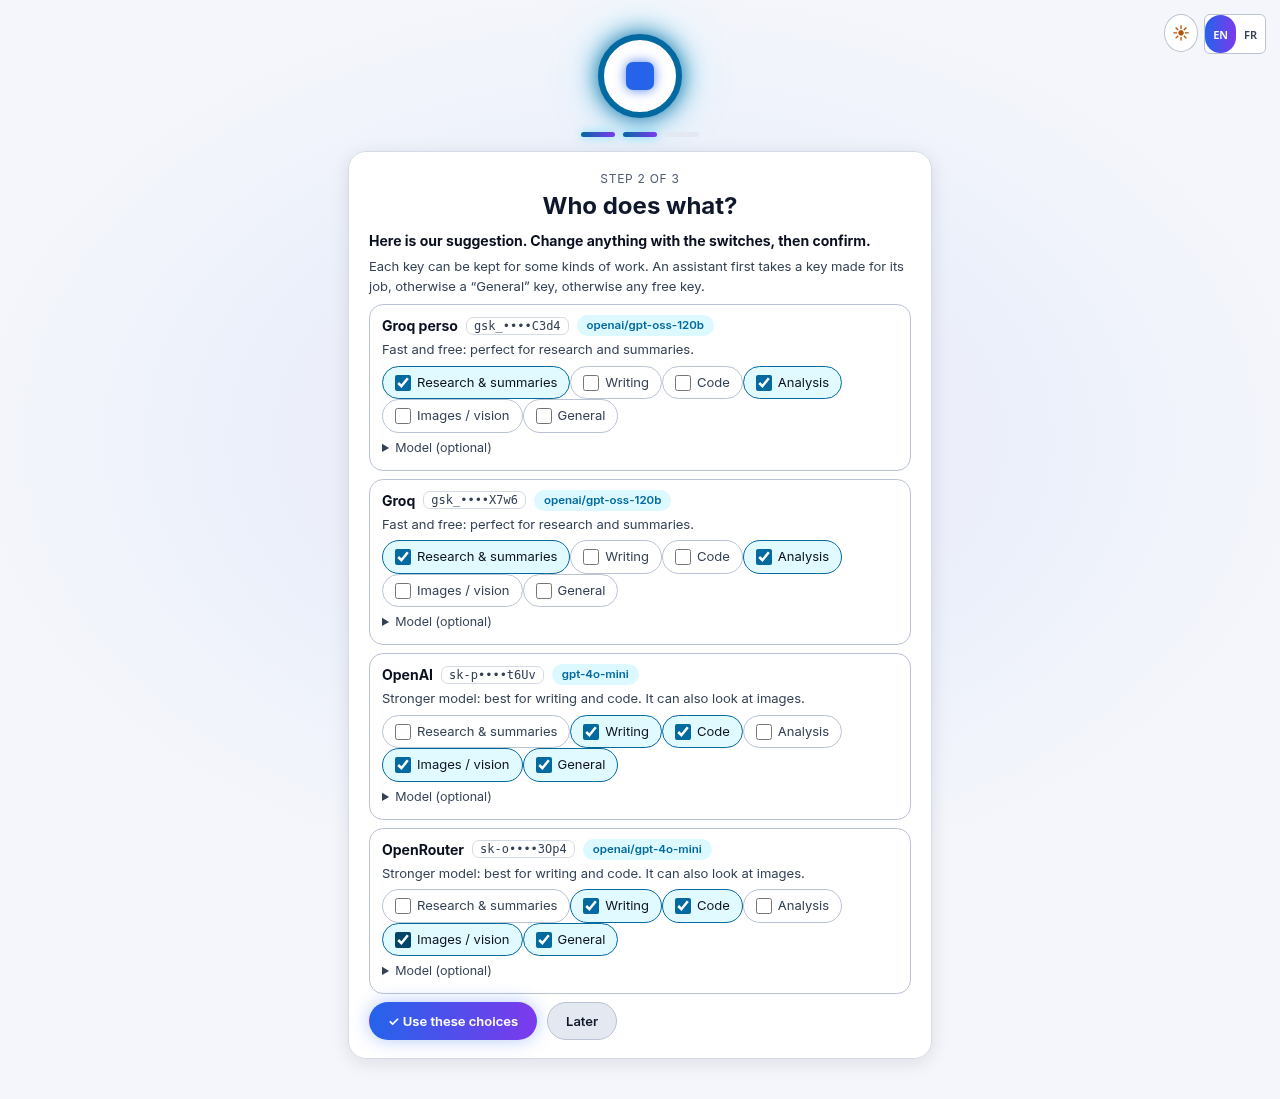 EN FR
STEP 2 OF 3
Who does what?
Here is our suggestion. Change anything with the switches, then confirm.
Each key can be kept for some kinds of work. An assistant first takes a key made for its
job, otherwise a “General” key, otherwise any free key.
Groq perso gsk_••••C3d4 openai/gpt-oss-120b
Fast and free: perfect for research and summaries.
Research & summaries Writing Code Analysis
Images / vision General
Model (optional)
Groq gsk_••••X7w6 openai/gpt-oss-120b
Fast and free: perfect for research and summaries.
Research & summaries Writing Code Analysis
Images / vision General
Model (optional)
OpenAI sk-p••••t6Uv gpt-4o-mini
Stronger model: best for writing and code. It can also look at images.
Research & summaries Writing Code Analysis
Images / vision General
Model (optional)
OpenRouter sk-o••••3Op4 openai/gpt-4o-mini
Stronger model: best for writing and code. It can also look at images.
Research & summaries Writing Code Analysis
Images / vision General
Model (optional)
✓ Use these choices Later